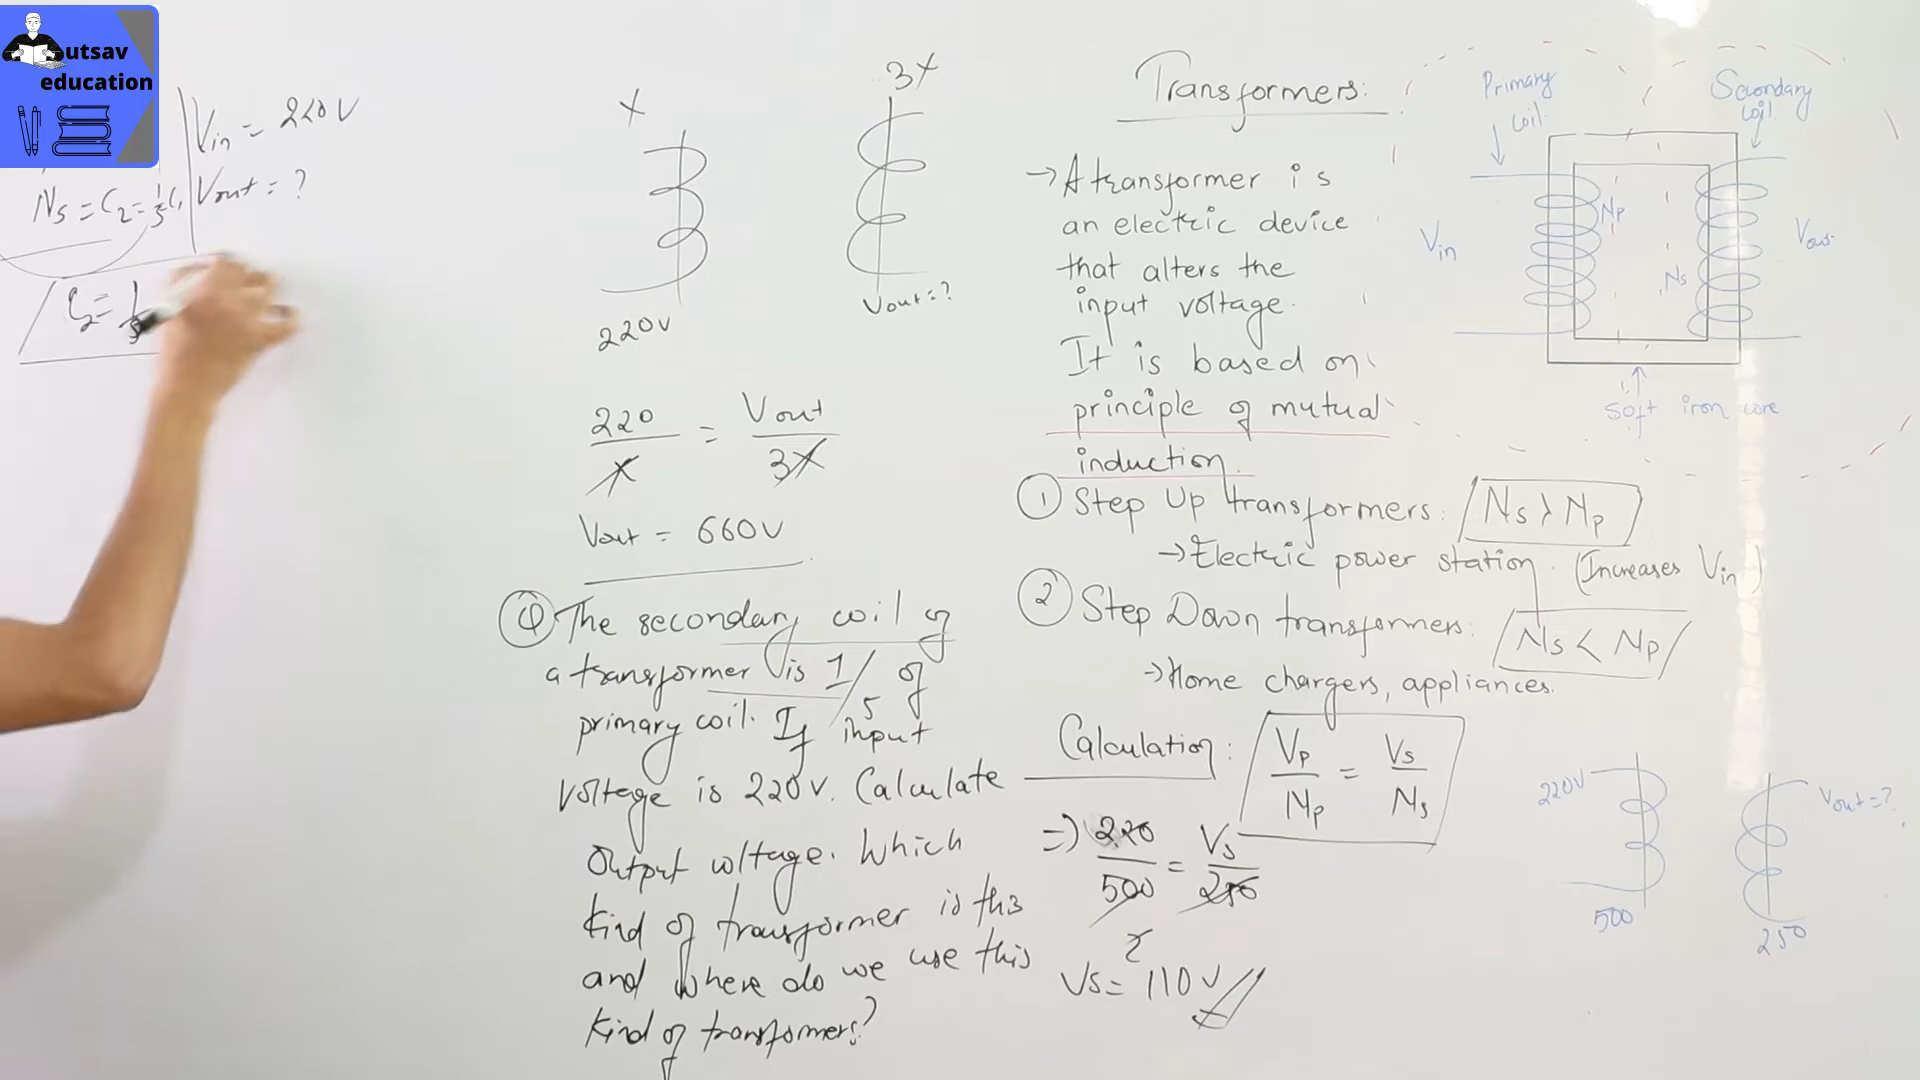 utsav
education
Vin = 220V
Ns = C2 = 1/5 C1
Vout = ?
C2 = 1/5
X
3X
220V
Vout = ?
220/X = Vout/3X
Vout = 660V
Q The secondary coil of
a transformer is 1/5 of
primary coil. If input
voltage is 220V. Calculate
Output voltage. Which
kind of transformer is this
and where do we use this
kind of transformers?
Transformers:
→ A transformer is
an electric device
that alters the
input voltage.
It is based on
principle of mutual
induction.
① Step Up transformers: Ns > Np
→ Electric power station. (Increases Vin)
② Step Down transformers: Ns < Np
→ Home chargers, appliances.
Calculation: Vp/Np = Vs/Ns
=) 220/500 = Vs/250
2
Vs = 110V
Primary
coil
Secondary
coil.
Vin
Np
Ns
Vout
Soft iron core
220V
Vout = ?
500
250